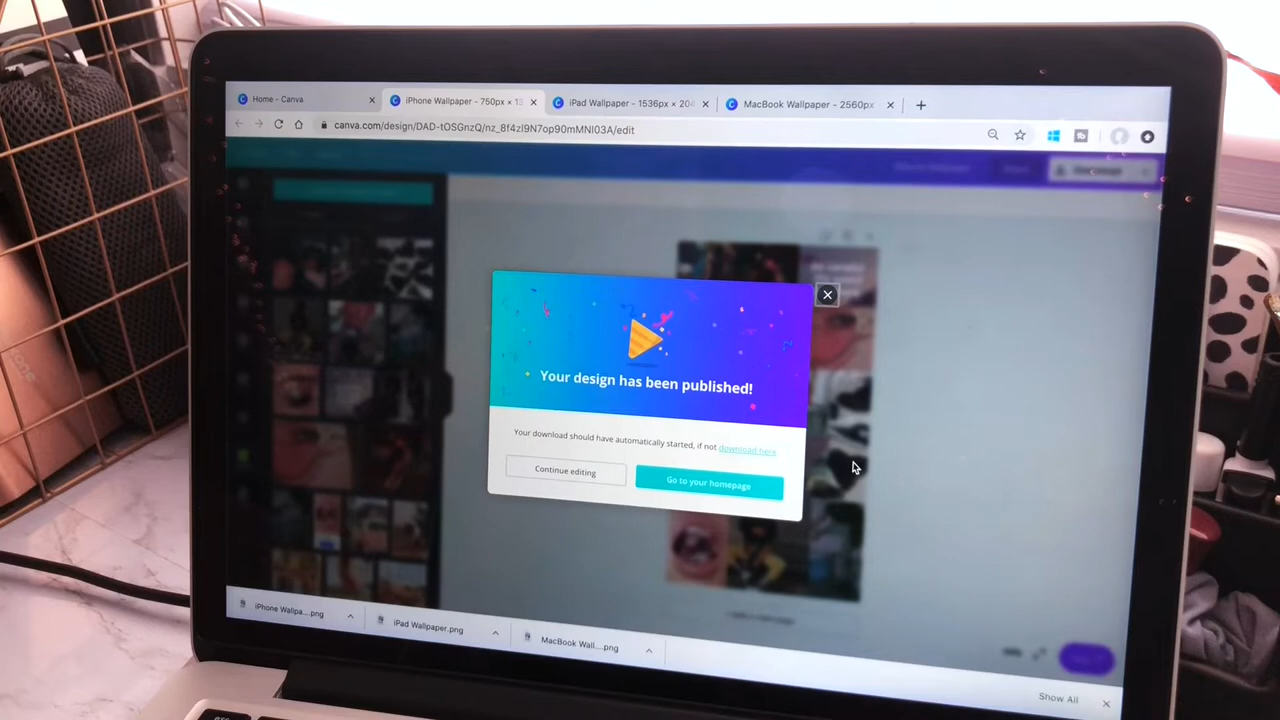 Home - Canva
iPhone Wallpaper - 750px × 13
iPad Wallpaper - 1536px × 204
MacBook Wallpaper - 2560px
canva.com/design/DAD-tOSGnzQ/nz_8f4zl9N7op90mMNI03A/edit
Your design has been published!
Your download should have automatically started, if not download here
Continue editing
Go to your homepage
iPhone Wallpa....png
iPad Wallpaper.png
MacBook Wall....png
Show All
esc